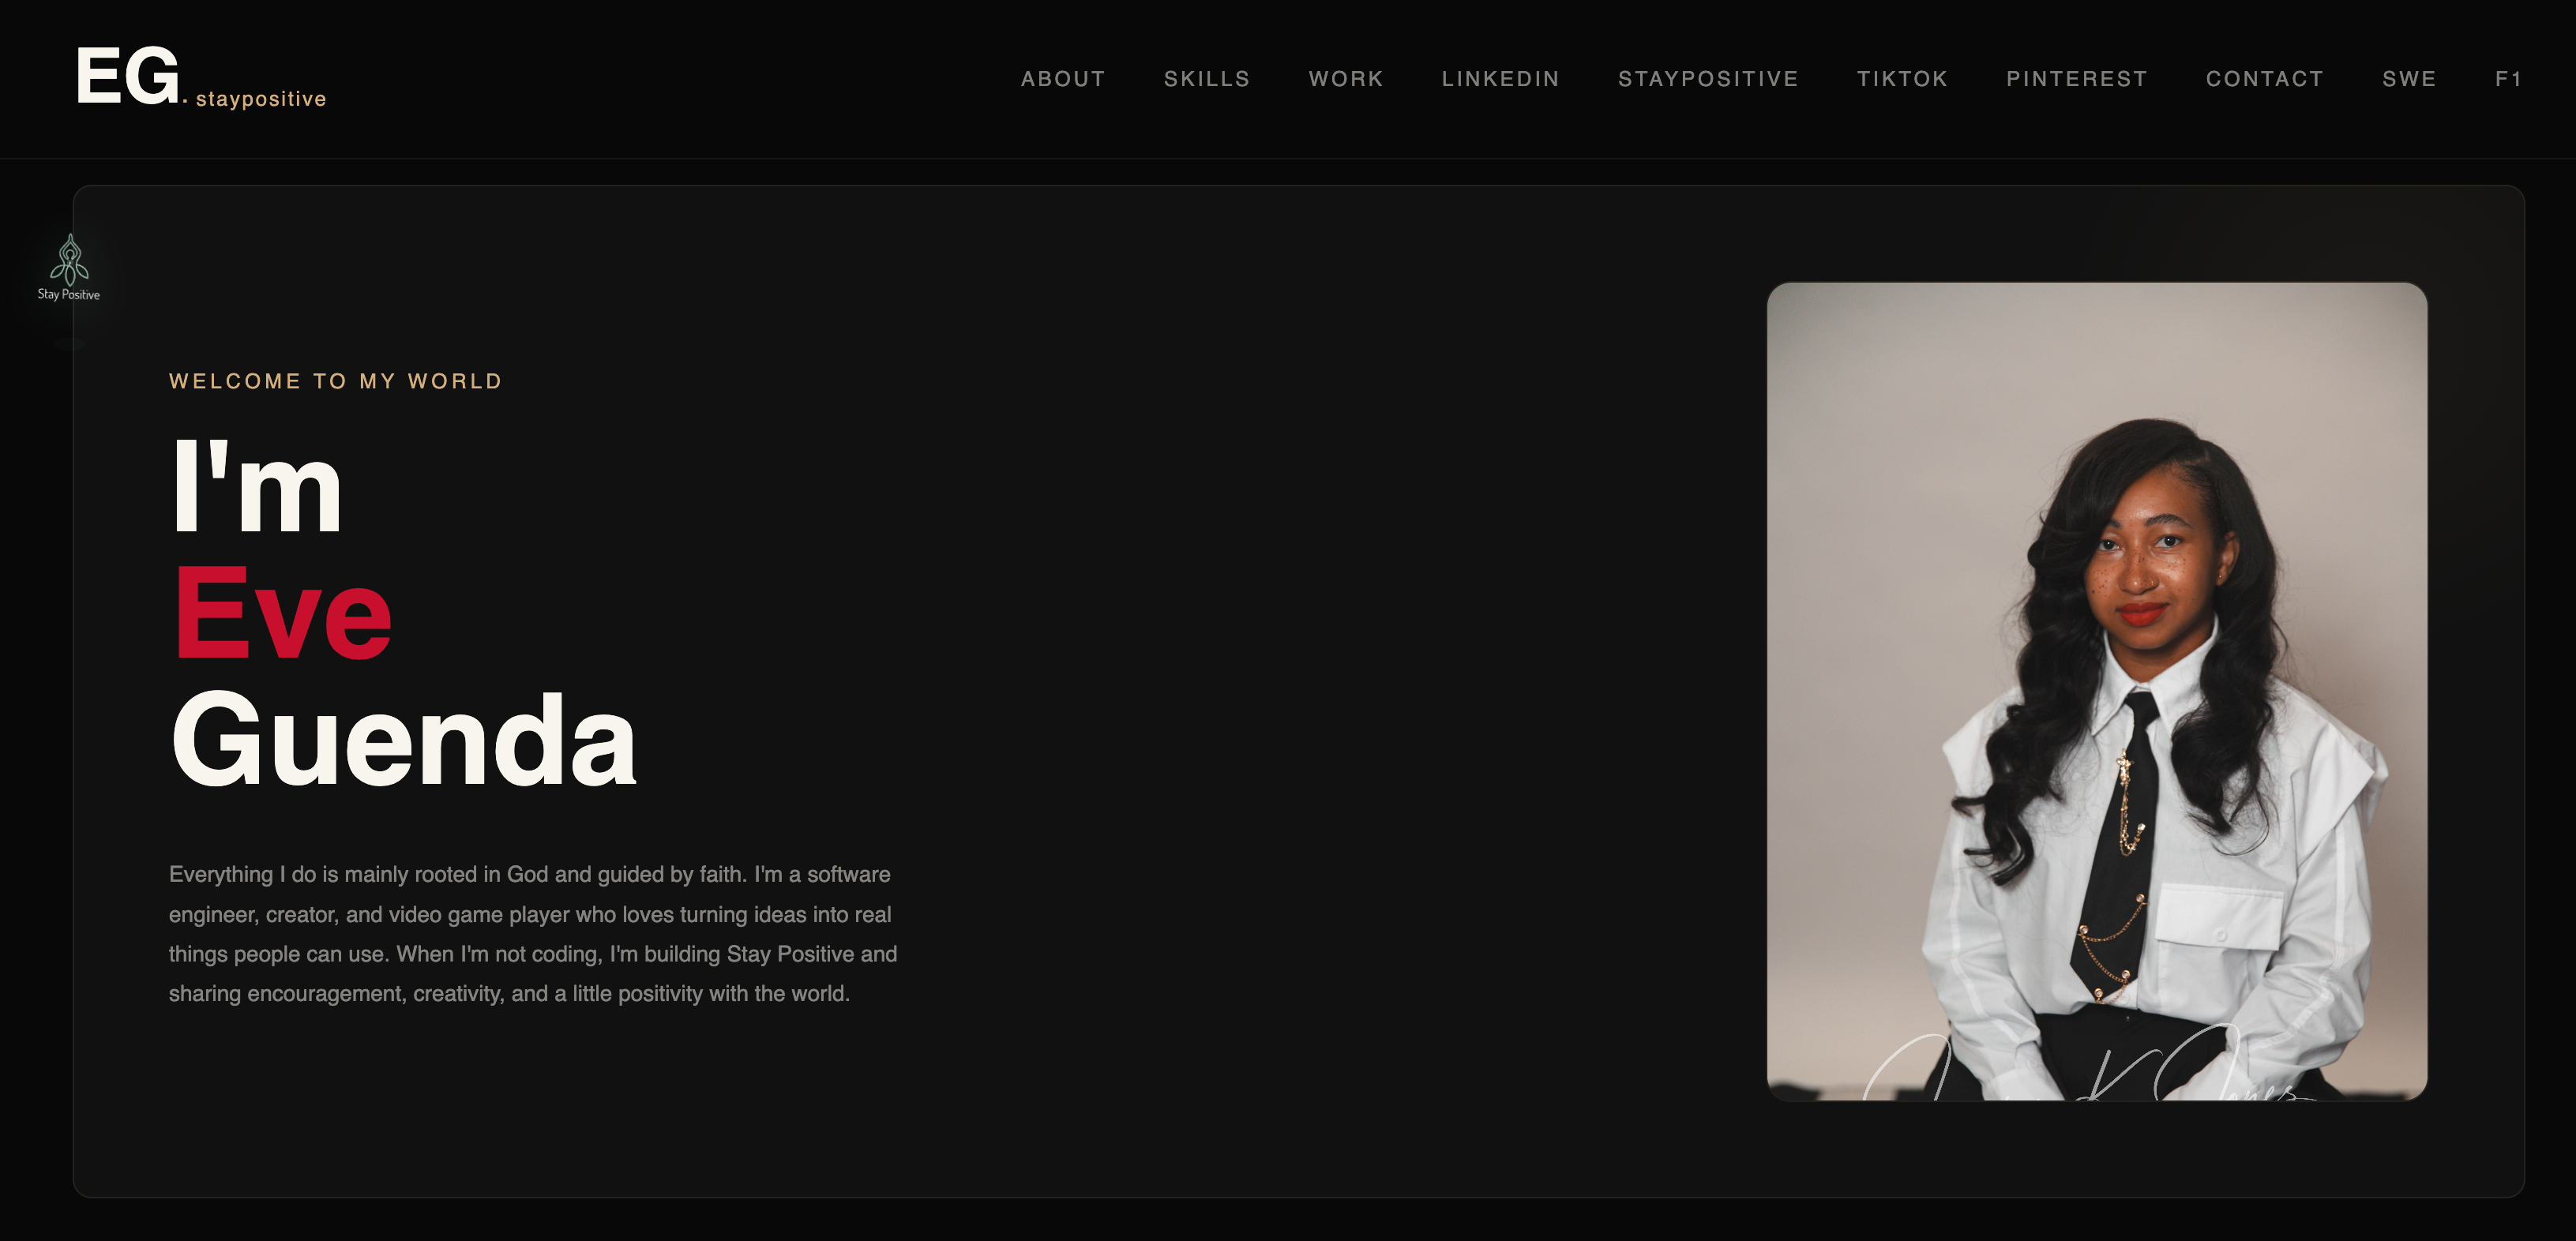 EG. staypositive
ABOUT SKILLS WORK LINKEDIN STAYPOSITIVE TIKTOK PINTEREST CONTACT SWE F1
Stay Positive
WELCOME TO MY WORLD
I'm
Eve
Guenda
Everything I do is mainly rooted in God and guided by faith. I'm a software
engineer, creator, and video game player who loves turning ideas into real
things people can use. When I'm not coding, I'm building Stay Positive and
sharing encouragement, creativity, and a little positivity with the world.